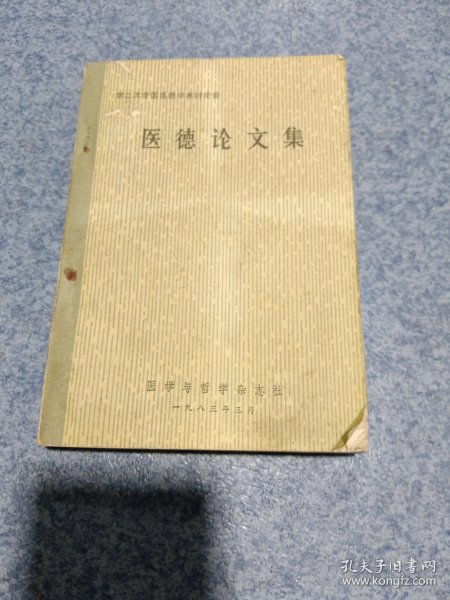 第二次全国医德学术讨论会
医德论文集
医学与哲学杂志社
一九八三年三月
孔夫子旧书网
www.kongfz.com